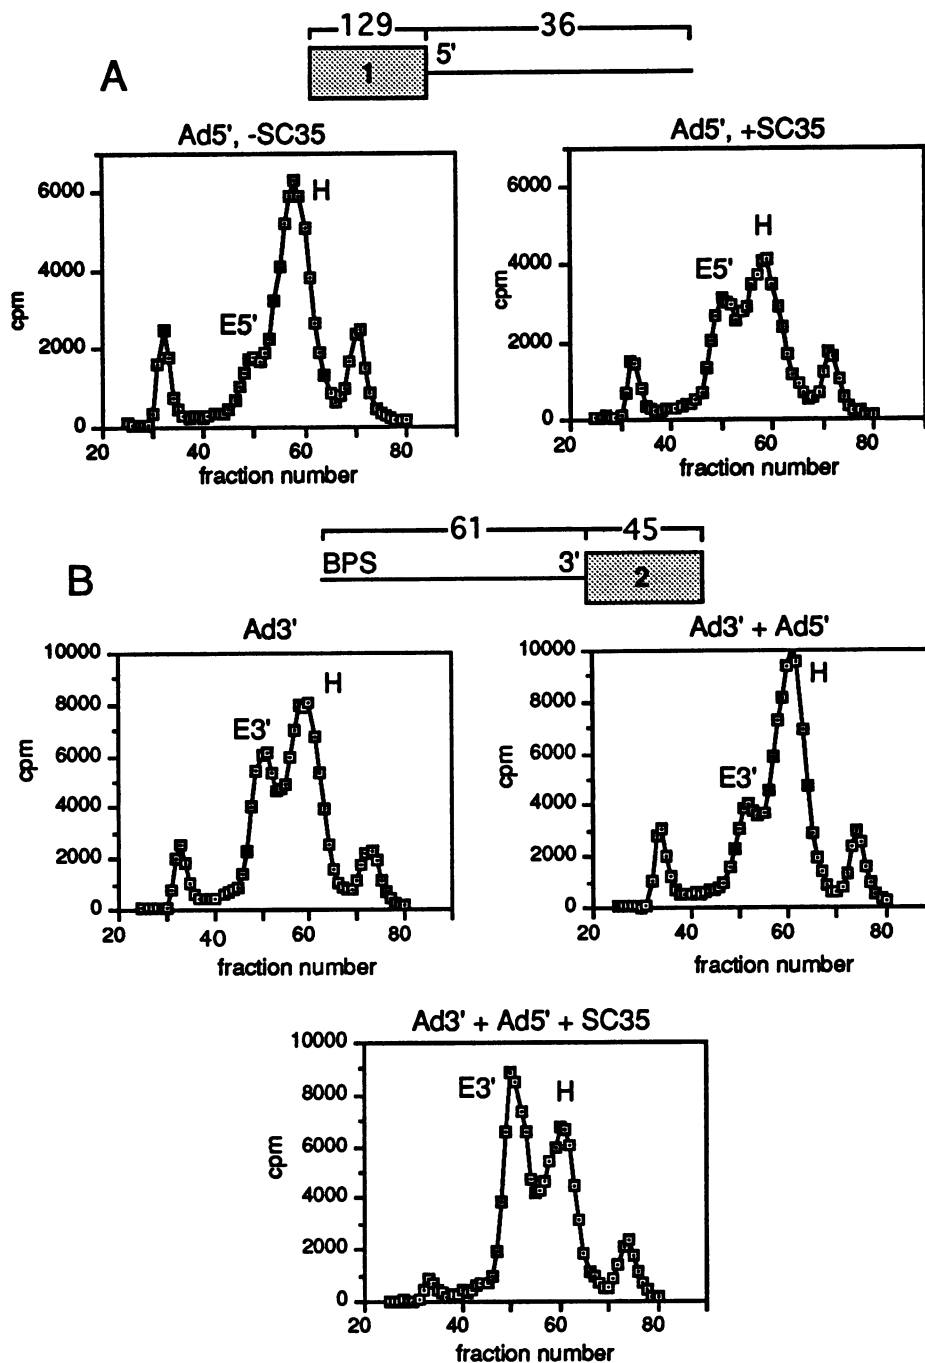 129 36
A
1
5'
Ad5', -SC35
Ad5', +SC35
6000
4000
2000
0
cpm
E5'
H
20 40 60 80
fraction number
6000
4000
2000
0
cpm
E5'
H
20 40 60 80
fraction number
61 45
B
BPS 3'
2
Ad3'
Ad3' + Ad5'
10000
8000
6000
4000
2000
0
cpm
E3'
H
20 40 60 80
fraction number
10000
8000
6000
4000
2000
0
cpm
E3'
H
20 40 60 80
fraction number
Ad3' + Ad5' + SC35
10000
8000
6000
4000
2000
0
cpm
E3'
H
20 40 60 80
fraction number